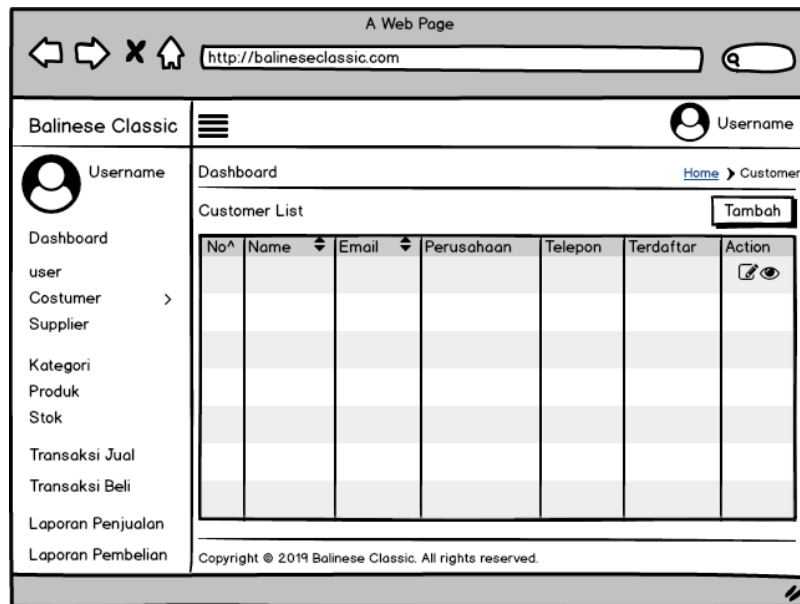 A Web Page
http://balineseclassic.com
Balinese Classic
Username
Username
Dashboard
user
Costumer
Supplier
Kategori
Produk
Stok
Transaksi Jual
Transaksi Beli
Laporan Penjualan
Laporan Pembelian
Dashboard
Home ❯ Customer
Customer List
Tambah
No^ Name Email Perusahaan Telepon Terdaftar Action
Copyright © 2019 Balinese Classic. All rights reserved.